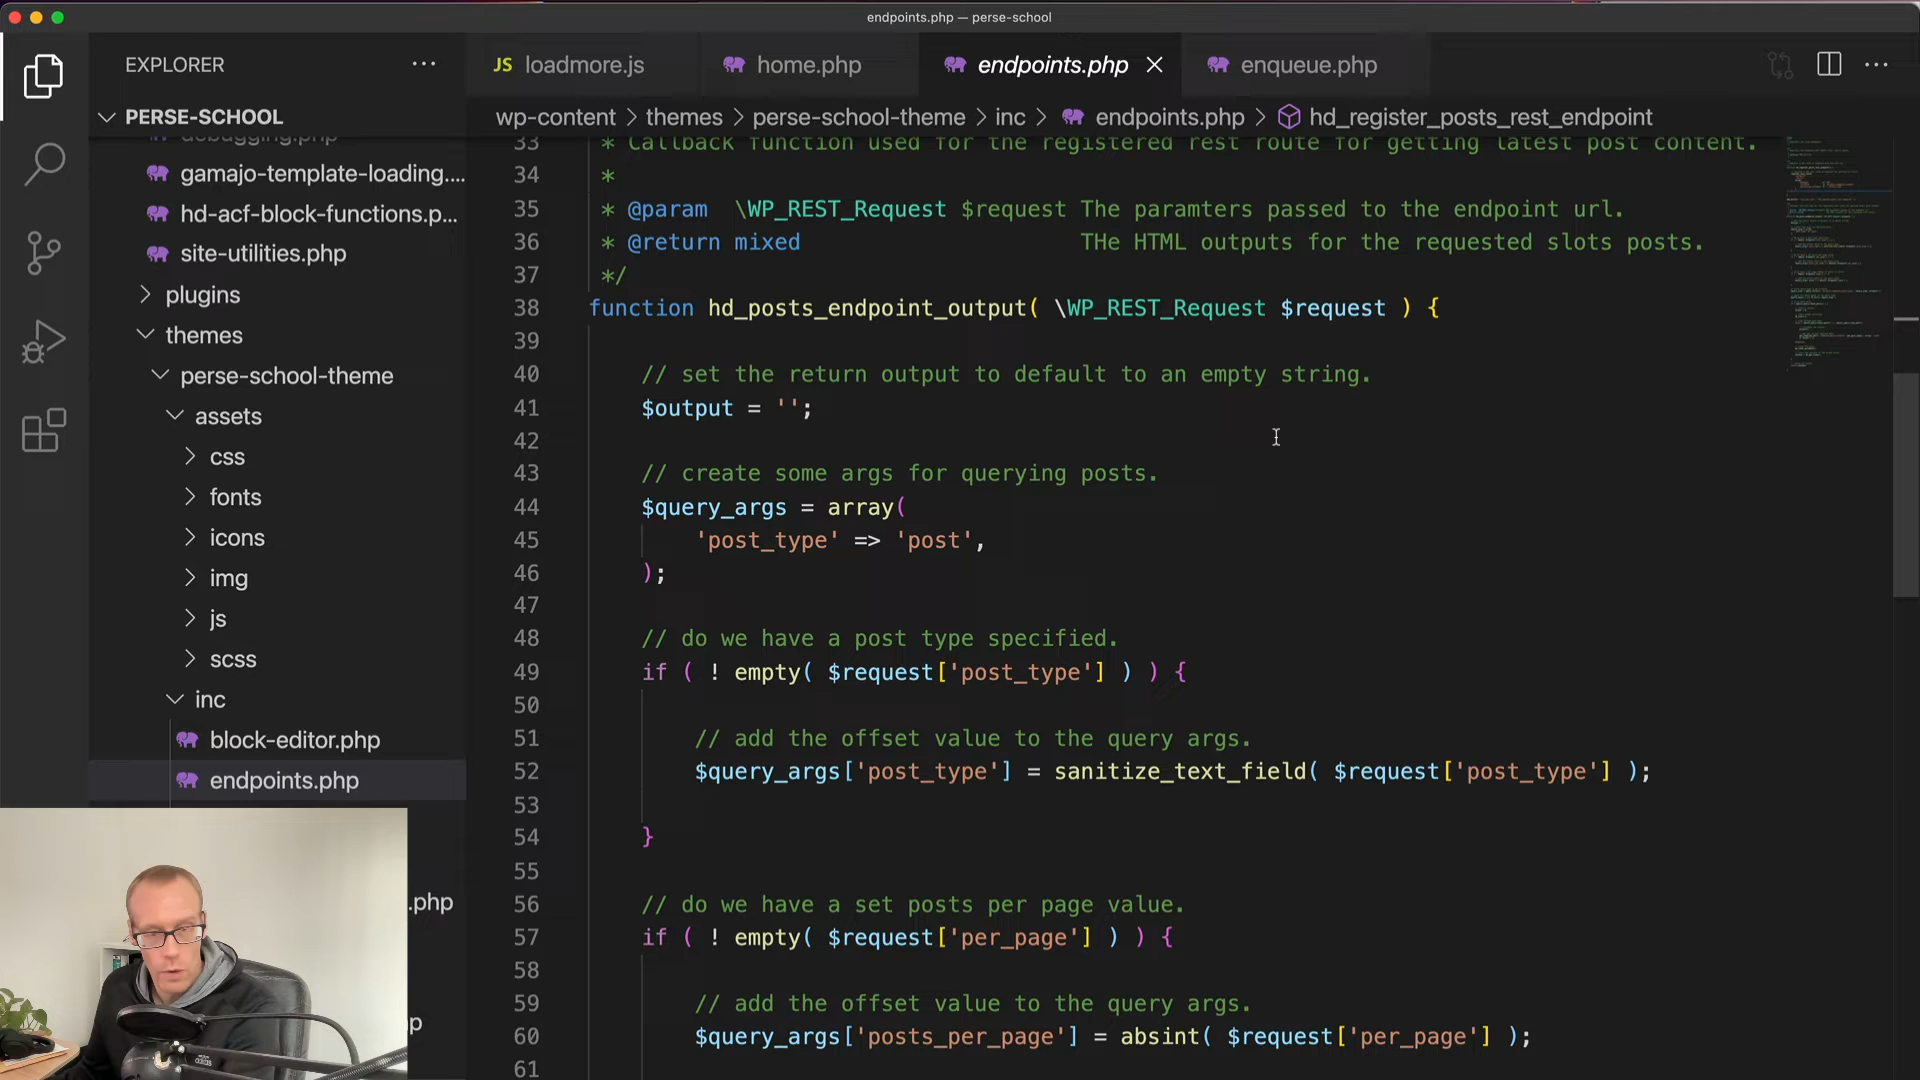 endpoints.php — perse-school
EXPLORER
JS loadmore.js
home.php
endpoints.php
enqueue.php
PERSE-SCHOOL
wp-content > themes > perse-school-theme > inc > endpoints.php > hd_register_posts_rest_endpoint
debugging.php
gamajo-template-loading....
hd-acf-block-functions.p...
site-utilities.php
plugins
themes
perse-school-theme
assets
css
fonts
icons
img
js
scss
inc
block-editor.php
endpoints.php
.php
p
33 * Callback function used for the registered rest route for getting latest post content.
34 *
35 * @param \WP_REST_Request $request The paramters passed to the endpoint url.
36 * @return mixed THe HTML outputs for the requested slots posts.
37 */
38 function hd_posts_endpoint_output( \WP_REST_Request $request ) {
39
40 // set the return output to default to an empty string.
41 $output = '';
42
43 // create some args for querying posts.
44 $query_args = array(
45 'post_type' => 'post',
46 );
47
48 // do we have a post type specified.
49 if ( ! empty( $request['post_type'] ) ) {
50
51 // add the offset value to the query args.
52 $query_args['post_type'] = sanitize_text_field( $request['post_type'] );
53
54 }
55
56 // do we have a set posts per page value.
57 if ( ! empty( $request['per_page'] ) ) {
58
59 // add the offset value to the query args.
60 $query_args['posts_per_page'] = absint( $request['per_page'] );
61